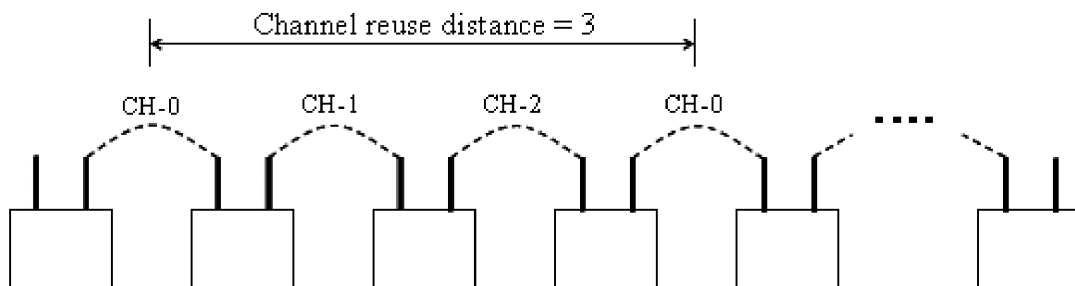 Channel reuse distance = 3
CH-0 CH-1 CH-2 CH-0